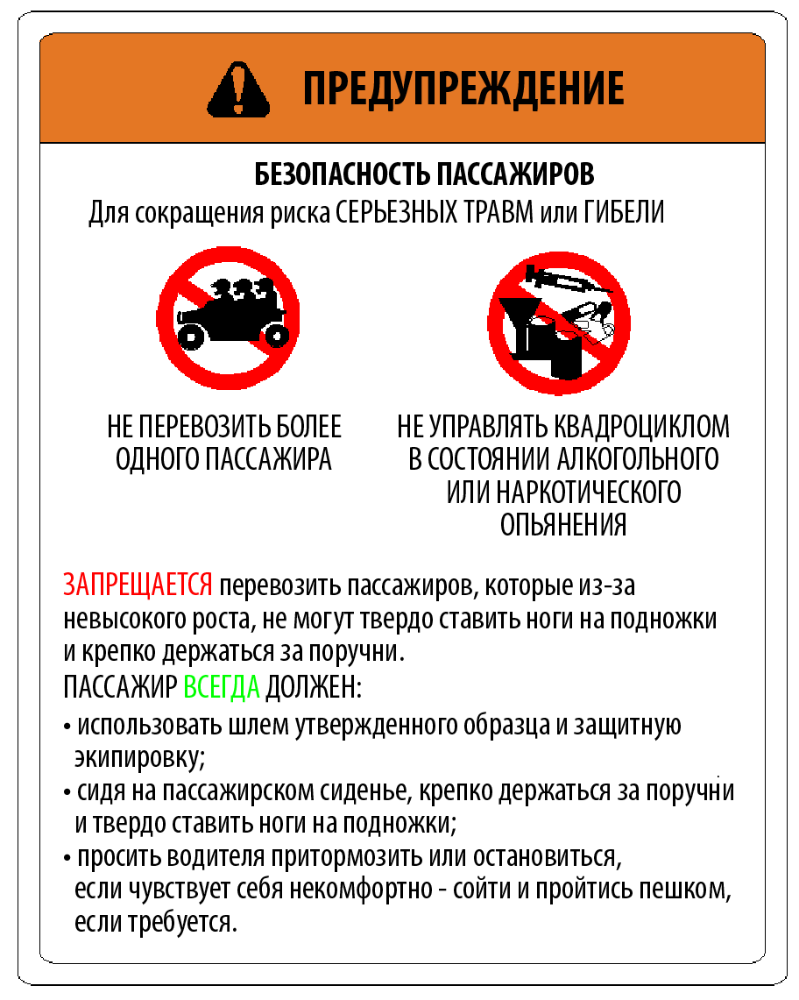 ПРЕДУПРЕЖДЕНИЕ
БЕЗОПАСНОСТЬ ПАССАЖИРОВ
Для сокращения риска СЕРЬЕЗНЫХ ТРАВМ или ГИБЕЛИ
НЕ ПЕРЕВОЗИТЬ БОЛЕЕ
ОДНОГО ПАССАЖИРА
НЕ УПРАВЛЯТЬ КВАДРОЦИКЛОМ
В СОСТОЯНИИ АЛКОГОЛЬНОГО
ИЛИ НАРКОТИЧЕСКОГО
ОПЬЯНЕНИЯ
ЗАПРЕЩАЕТСЯ перевозить пассажиров, которые из-за
невысокого роста, не могут твердо ставить ноги на подножки
и крепко держаться за поручни.
ПАССАЖИР ВСЕГДА ДОЛЖЕН:
• использовать шлем утвержденного образца и защитную
экипировку;
• сидя на пассажирском сиденье, крепко держаться за поручни
и твердо ставить ноги на подножки;
• просить водителя притормозить или остановиться,
если чувствует себя некомфортно - сойти и пройтись пешком,
если требуется.